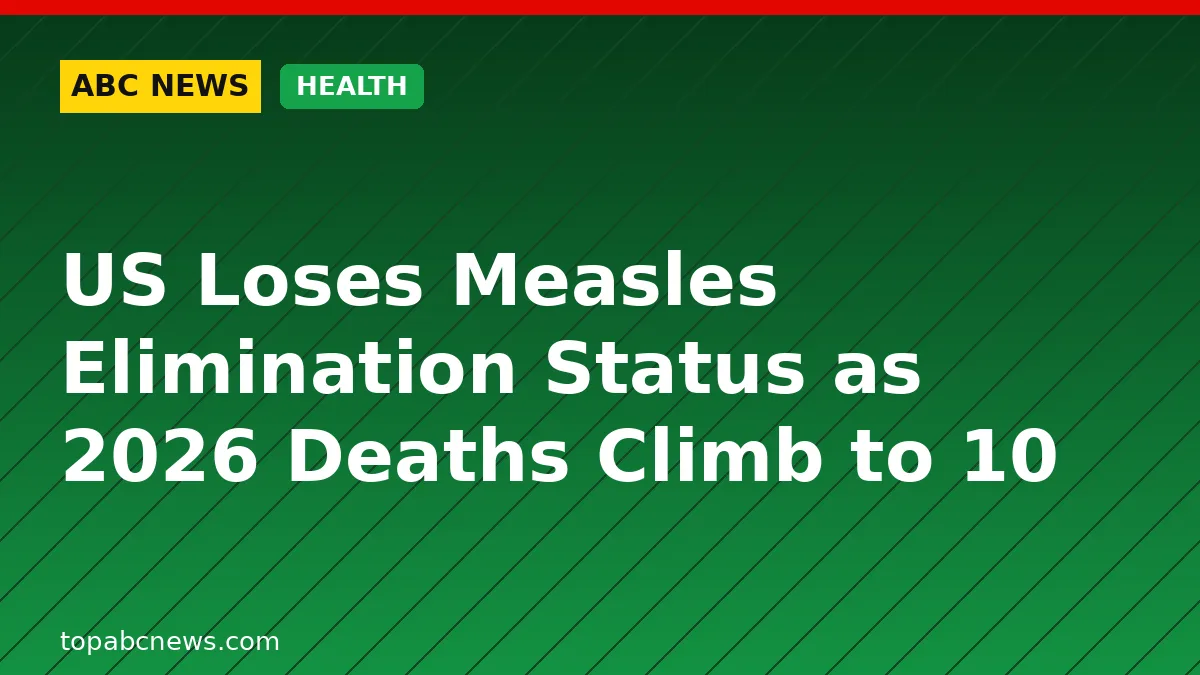 ABC NEWS
HEALTH
US Loses Measles
Elimination Status as
2026 Deaths Climb to 10
topabcnews.com